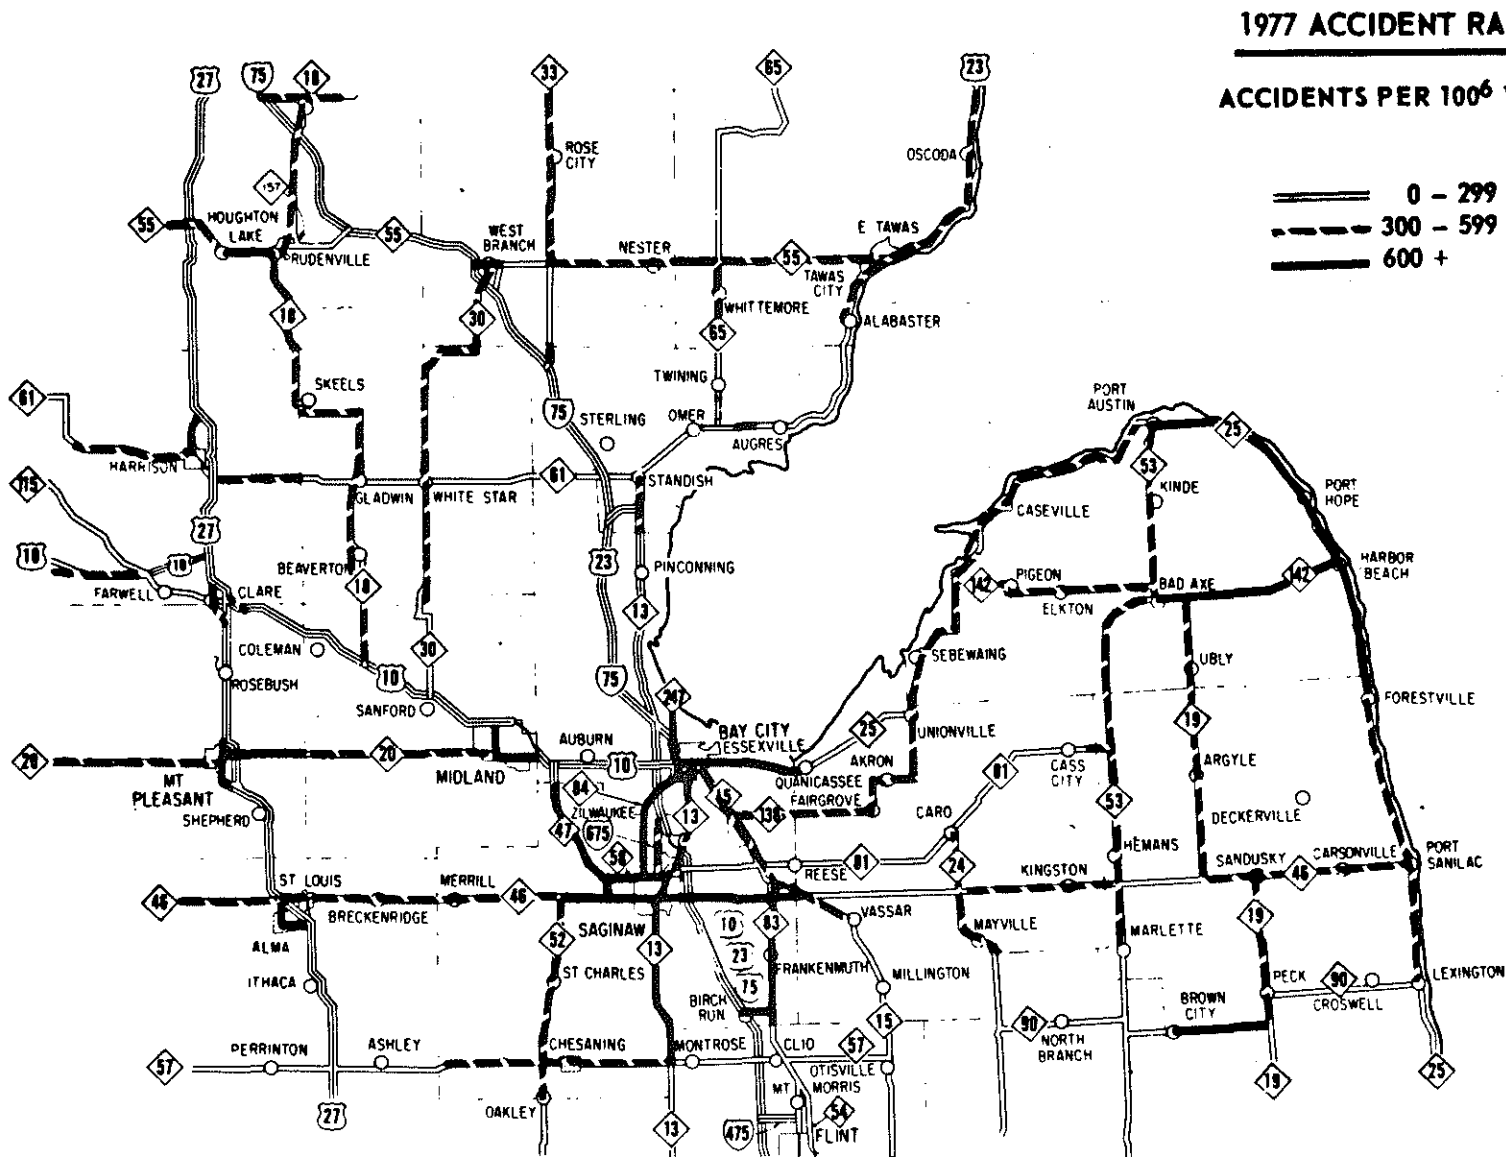 1977 ACCIDENT RA
ACCIDENTS PER 100⁶
0 - 299
300 - 599
600 +
27
75
18
33
65
23
ROSE
CITY
OSCODA
157
55
HOUGHTON
LAKE
PRUDENVILLE
55
WEST
BRANCH
NESTER
55
E TAWAS
TAWAS
CITY
18
30
WHITTEMORE
65
ALABASTER
SKEELS
TWINING
61
75
STERLING
OMER
AUGRES
PORT
AUSTIN
25
HARRISON
53
115
GLADWIN
WHITE STAR
61
STANDISH
KINDE
PORT
HOPE
CASEVILLE
27
10
10
BEAVERTON
23
PINCONNING
142
PIGEON
142
HARBOR
BEACH
FARWELL
CLARE
18
ELKTON
BAD AXE
13
COLEMAN
30
SEBEWAING
UBLY
ROSEBUSH
10
75
SANFORD
247
FORESTVILLE
BAY CITY
ESSEXVILLE
25
UNIONVILLE
19
20
20
AUBURN
10
AKRON
CASS
CITY
ARGYLE
MT
PLEASANT
MIDLAND
QUANICASSEE
81
84
FAIRGROVE
53
SHEPHERD
ZILWAUKEE
15
138
CARO
DECKERVILLE
47
675
13
58
REESE
81
24
HEMANS
SANDUSKY
CARSONVILLE
PORT
SANILAC
ST LOUIS
MERRILL
KINGSTON
46
46
46
BRECKENRIDGE
SAGINAW
VASSAR
MAYVILLE
19
ALMA
52
13
10
83
MARLETTE
23
ITHACA
ST CHARLES
FRANKENMUTH
MILLINGTON
PECK
90
LEXINGTON
75
CROSWELL
BIRCH
RUN
15
BROWN
CITY
90
NORTH
BRANCH
PERRINTON
ASHLEY
CHESANING
MONTROSE
CLIO
57
57
OTISVILLE
MT
MORRIS
19
25
OAKLEY
27
13
475
54
FLINT